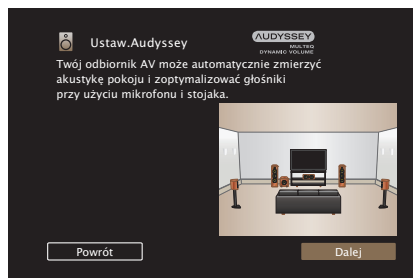 Ustaw.Audyssey
AUDYSSEY
MULTEQ
DYNAMIC VOLUME
Twój odbiornik AV może automatycznie zmierzyć
akustykę pokoju i zoptymalizować głośniki
przy użyciu mikrofonu i stojaka.
Powrót
Dalej